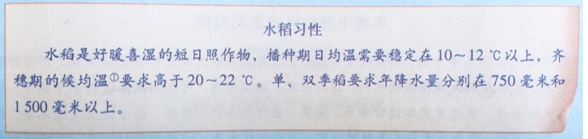 水稻习性
水稻是好暖喜湿的短日照作物，播种期日均温需要稳定在10～12 ℃以上，齐
穗期的候均温①要求高于20～22 ℃。单、双季稻要求年降水量分别在750毫米和
1 500毫米以上。